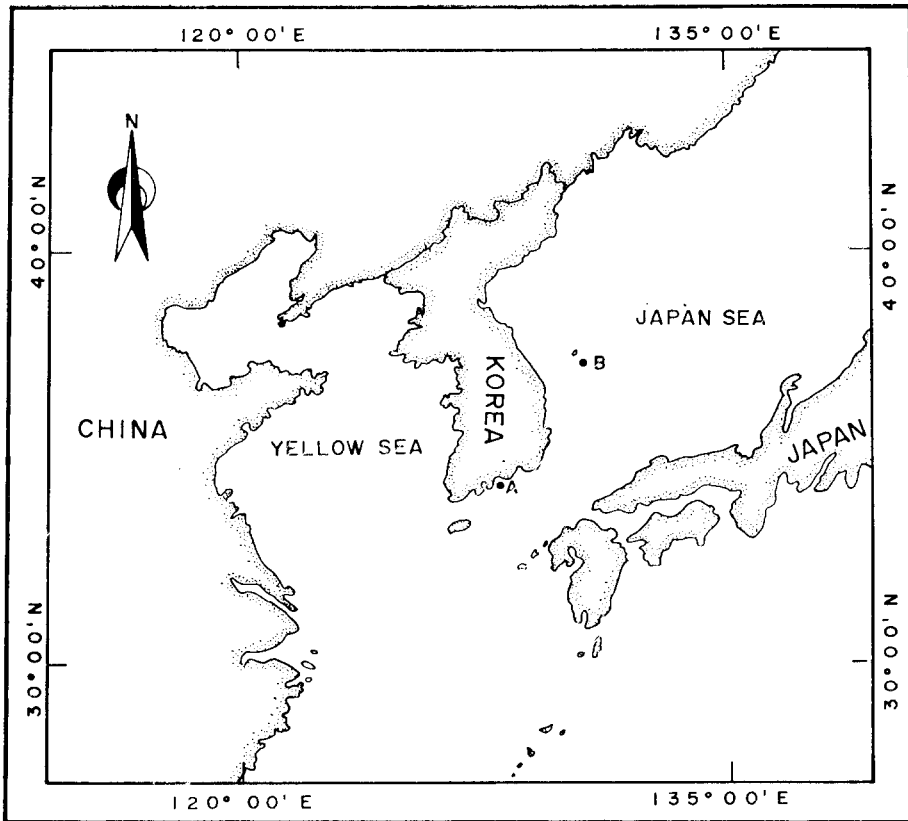 120° 00' E
135° 00' E
N
40° 00' N
40° 00' N
JAPAN SEA
B
KOREA
CHINA
YELLOW SEA
JAPAN
A
30° 00' N
30° 00' N
120° 00' E
135° 00' E